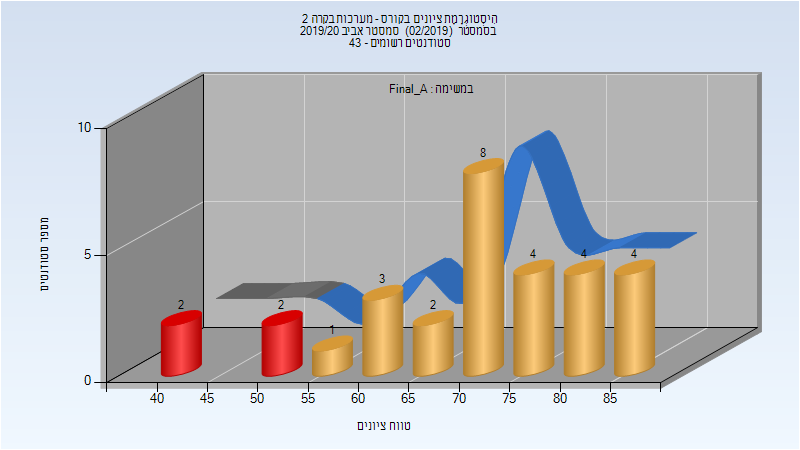 היסטוגרמת ציונים בקורס - מערכות בקרה 2
בסמסטר (02/2019) סמסטר אביב 2019/20
סטודנטים רשומים - 43
במשימה : Final_A
מספר סטודנטים
10
5
0
2
2
1
3
2
8
4
4
4
40 45 50 55 60 65 70 75 80 85
טווח ציונים